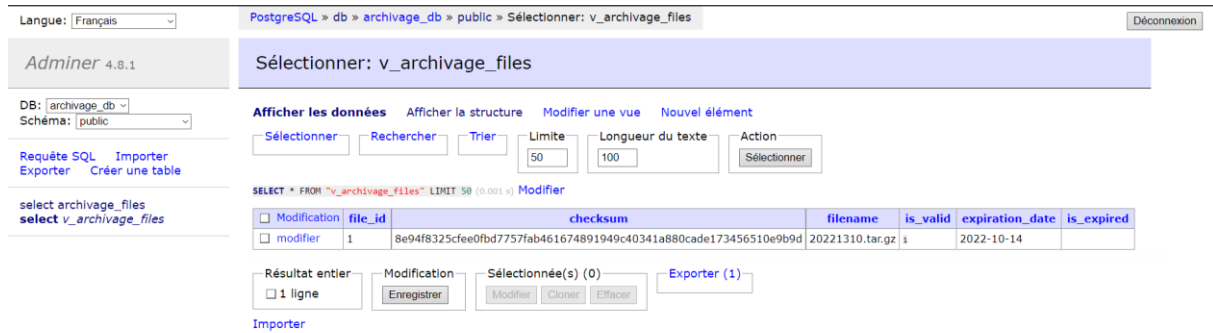 Langue: Français
PostgreSQL » db » archivage_db » public » Sélectionner: v_archivage_files
Déconnexion
Adminer 4.8.1
Sélectionner: v_archivage_files
DB: archivage_db
Schéma: public
Requête SQL Importer
Exporter Créer une table
select archivage_files
select v_archivage_files
Afficher les données Afficher la structure Modifier une vue Nouvel élément
Sélectionner Rechercher Trier Limite Longueur du texte Action
50 100 Sélectionner
SELECT * FROM "v_archivage_files" LIMIT 50 (0.001 s) Modifier
Modification file_id checksum filename is_valid expiration_date is_expired
modifier 1 8e94f8325cfee0fbd7757fab461674891949c40341a880cade173456510e9b9d 20221310.tar.gz 1 2022-10-14
Résultat entier Modification Sélectionnée(s) (0) Exporter (1)
1 ligne Enregistrer Modifier Cloner Effacer
Importer